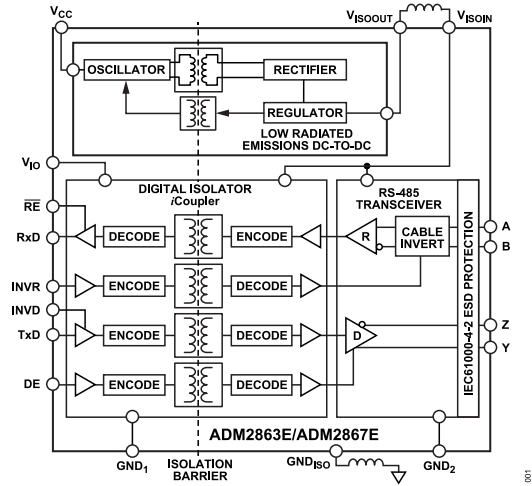 VCC
VISOOUT
VISOIN
OSCILLATOR
RECTIFIER
REGULATOR
LOW RADIATED
EMISSIONS DC-TO-DC
VIO
DIGITAL ISOLATOR
iCoupler
RS-485
TRANSCEIVER
RE
RxD
DECODE
ENCODE
R
CABLE
INVERT
A
B
INVR
ENCODE
DECODE
INVD
TxD
ENCODE
DECODE
D
Z
Y
DE
ENCODE
DECODE
IEC61000-4-2 ESD PROTECTION
ADM2863E/ADM2867E
GND1
ISOLATION
BARRIER
GNDISO
GND2
001